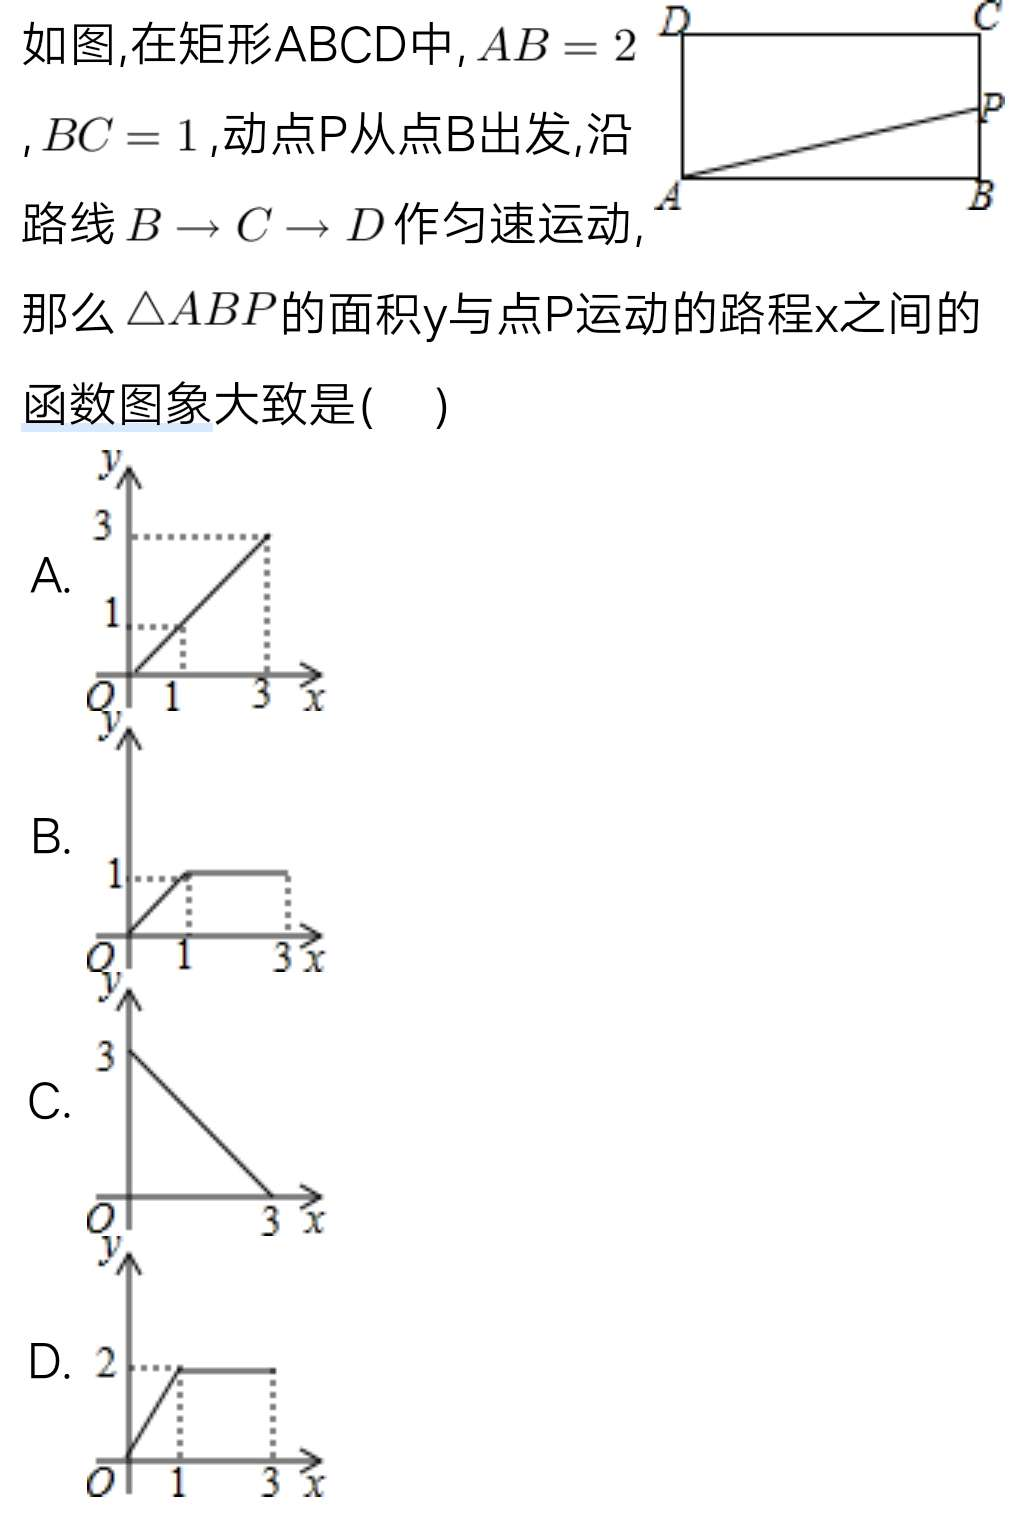 如图,在矩形ABCD中, AB = 2
, BC = 1 ,动点P从点B出发,沿
路线 B → C → D 作匀速运动,
那么 △ABP的面积y与点P运动的路程x之间的
函数图象大致是( )
D
C
P
A
B
A.
y
3
1
O
1
3
x
B.
y
1
O
1
3
x
C.
y
3
O
3
x
D.
y
2
O
1
3
x